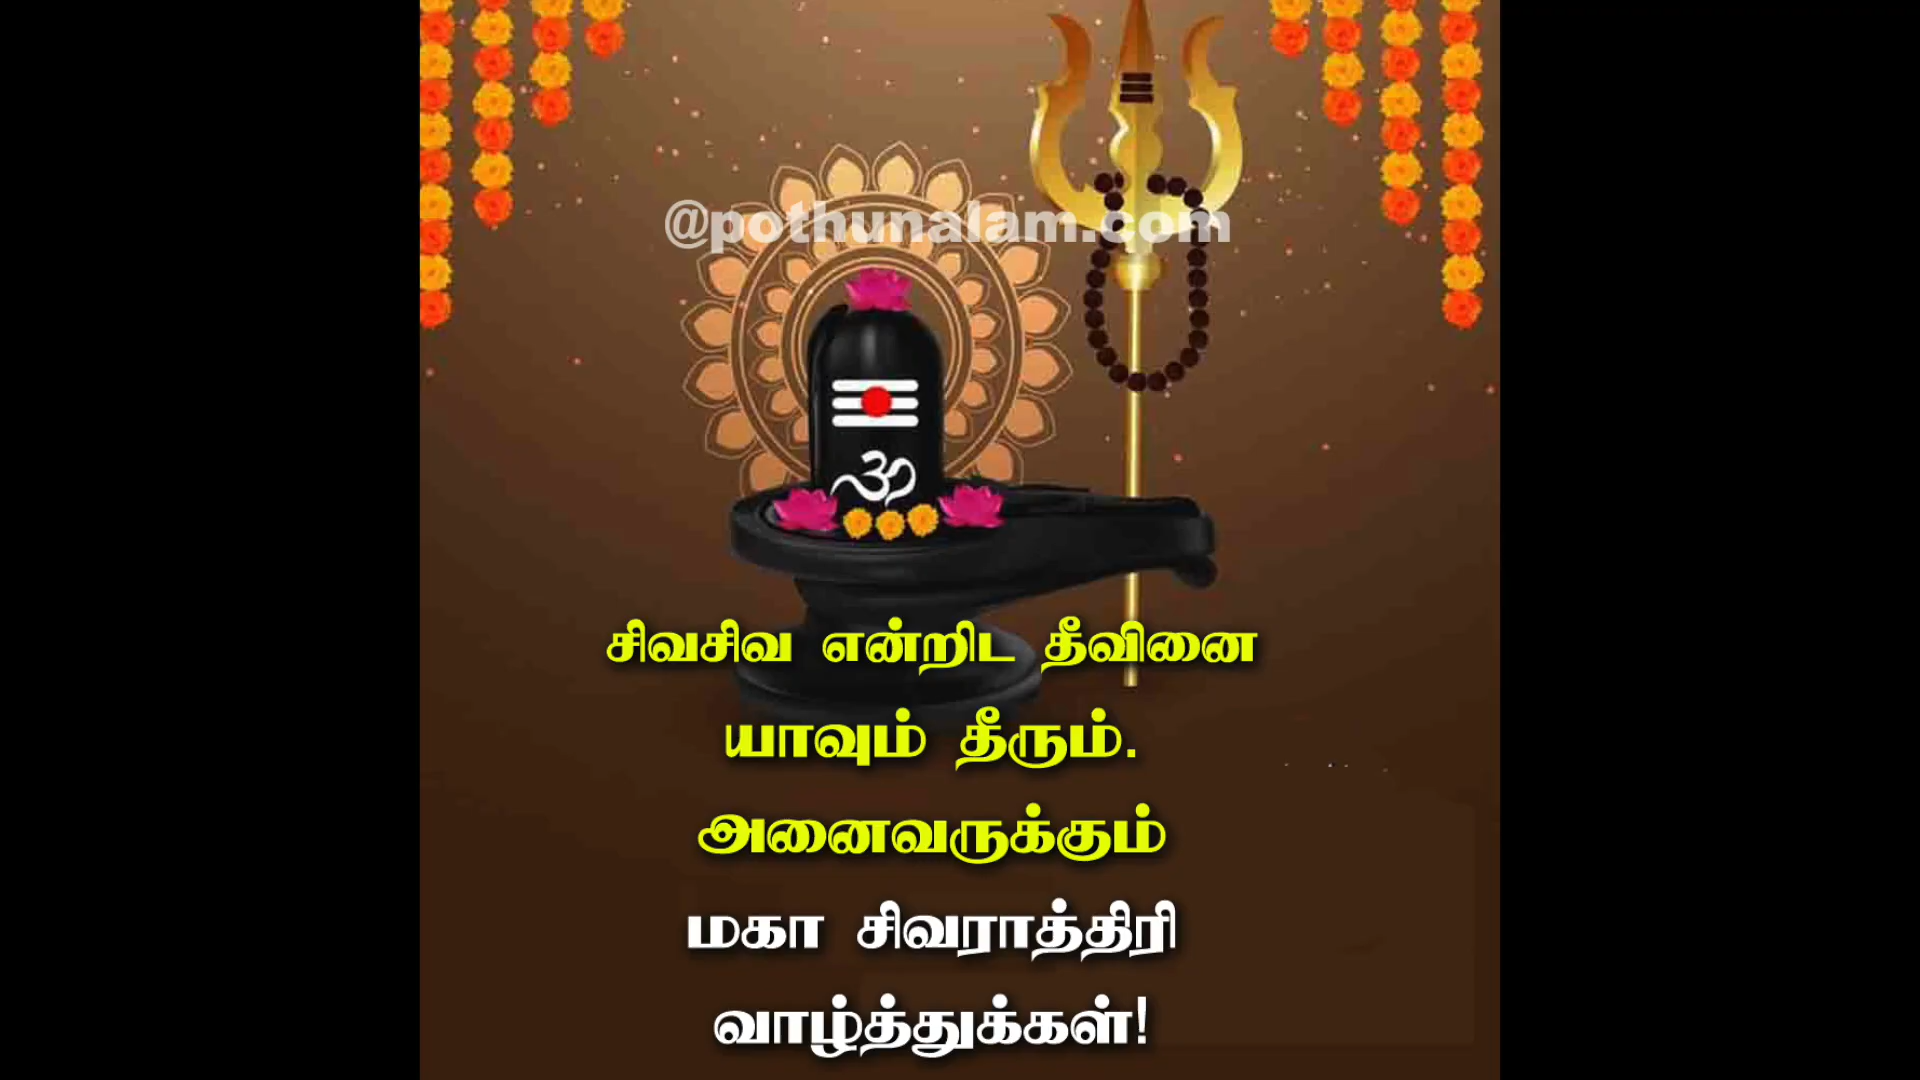 @pothunalam.com
சிவசிவ என்றிட தீவினை
யாவும் தீரும்.
அனைவருக்கும்
மகா சிவராத்திரி
வாழ்த்துக்கள்!